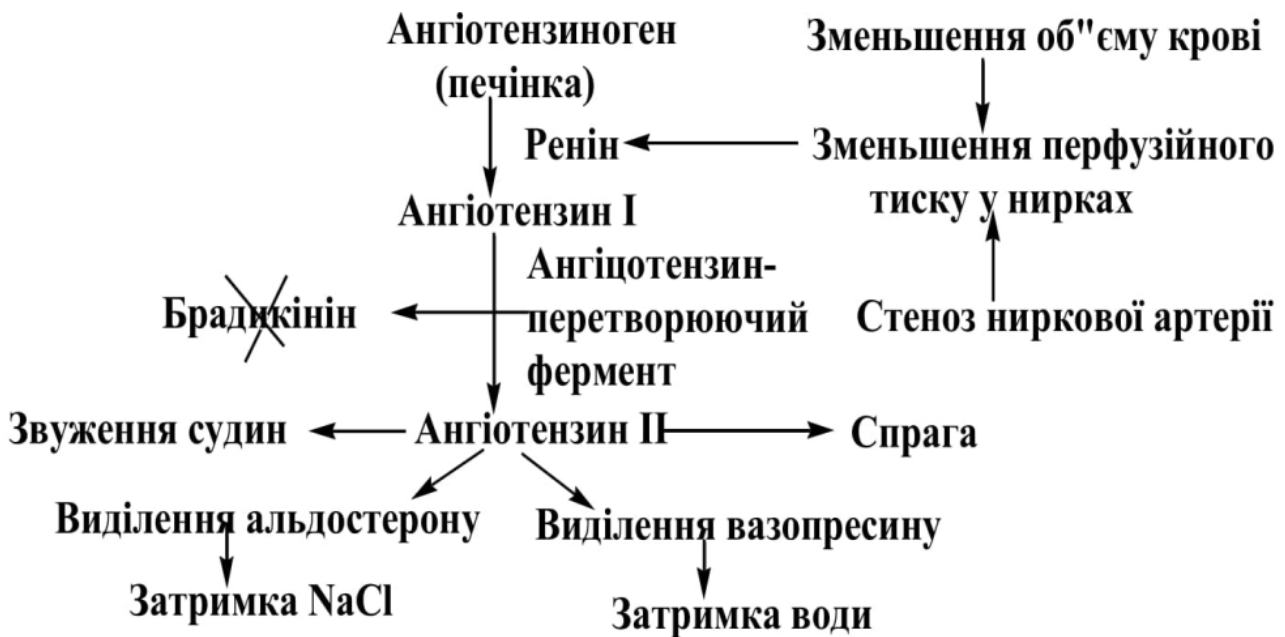 Ангіотензиноген
(печінка)
Зменьшення об"єму крові
Ренін
Зменьшення перфузійного
тиску у нирках
Ангіотензин I
Ангіцотензин-
перетворюючий
фермент
Брадикінін
Стеноз ниркової артерії
Звуження судин
Ангіотензин II
Спрага
Виділення альдостерону
Виділення вазопресину
Затримка NaCl
Затримка води